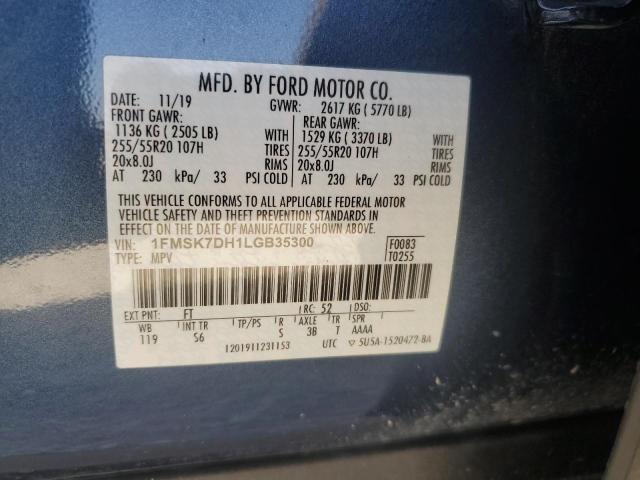 MFD. BY FORD MOTOR CO.
DATE: 11/19 GVWR: 2617 KG ( 5770 LB)
FRONT GAWR: REAR GAWR:
1136 KG ( 2505 LB) WITH 1529 KG ( 3370 LB) WITH
255/55R20 107H TIRES 255/55R20 107H TIRES
20x8.0J RIMS 20x8.0J RIMS
AT 230 kPa/ 33 PSI COLD AT 230 kPa/ 33 PSI COLD
THIS VEHICLE CONFORMS TO ALL APPLICABLE FEDERAL MOTOR
VEHICLE SAFETY AND THEFT PREVENTION STANDARDS IN
EFFECT ON THE DATE OF MANUFACTURE SHOWN ABOVE.
VIN: 1FMSK7DH1LGB35300 F0083
TYPE: MPV T0255
EXT PNT: FT RC: 52 DSO:
WB INT TR TP/PS R AXLE TR SPR
119 S6 S 3B T AAAA
1201911231153 UTC ▽ 5U5A-1520472-BA